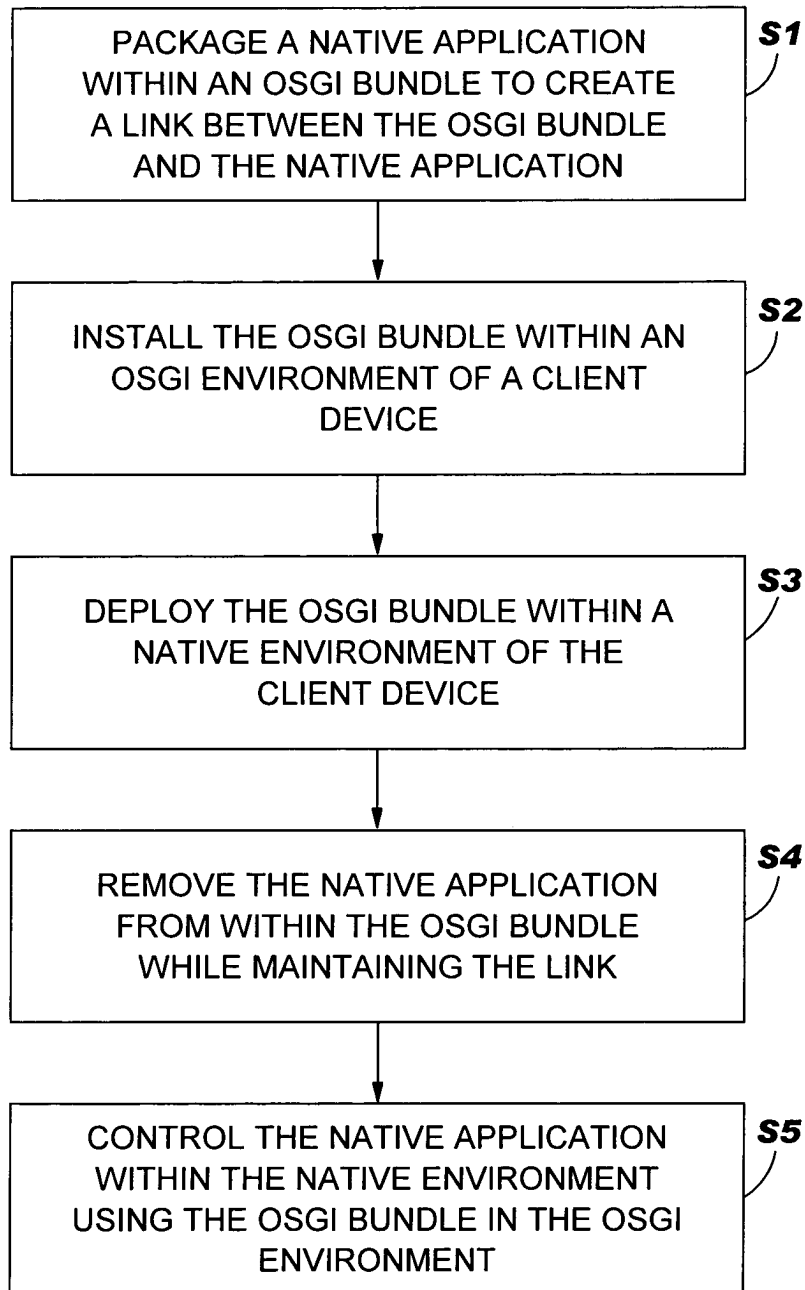 PACKAGE A NATIVE APPLICATION
WITHIN AN OSGI BUNDLE TO CREATE
A LINK BETWEEN THE OSGI BUNDLE
AND THE NATIVE APPLICATION
S1
INSTALL THE OSGI BUNDLE WITHIN AN
OSGI ENVIRONMENT OF A CLIENT
DEVICE
S2
DEPLOY THE OSGI BUNDLE WITHIN A
NATIVE ENVIRONMENT OF THE
CLIENT DEVICE
S3
REMOVE THE NATIVE APPLICATION
FROM WITHIN THE OSGI BUNDLE
WHILE MAINTAINING THE LINK
S4
CONTROL THE NATIVE APPLICATION
WITHIN THE NATIVE ENVIRONMENT
USING THE OSGI BUNDLE IN THE OSGI
ENVIRONMENT
S5